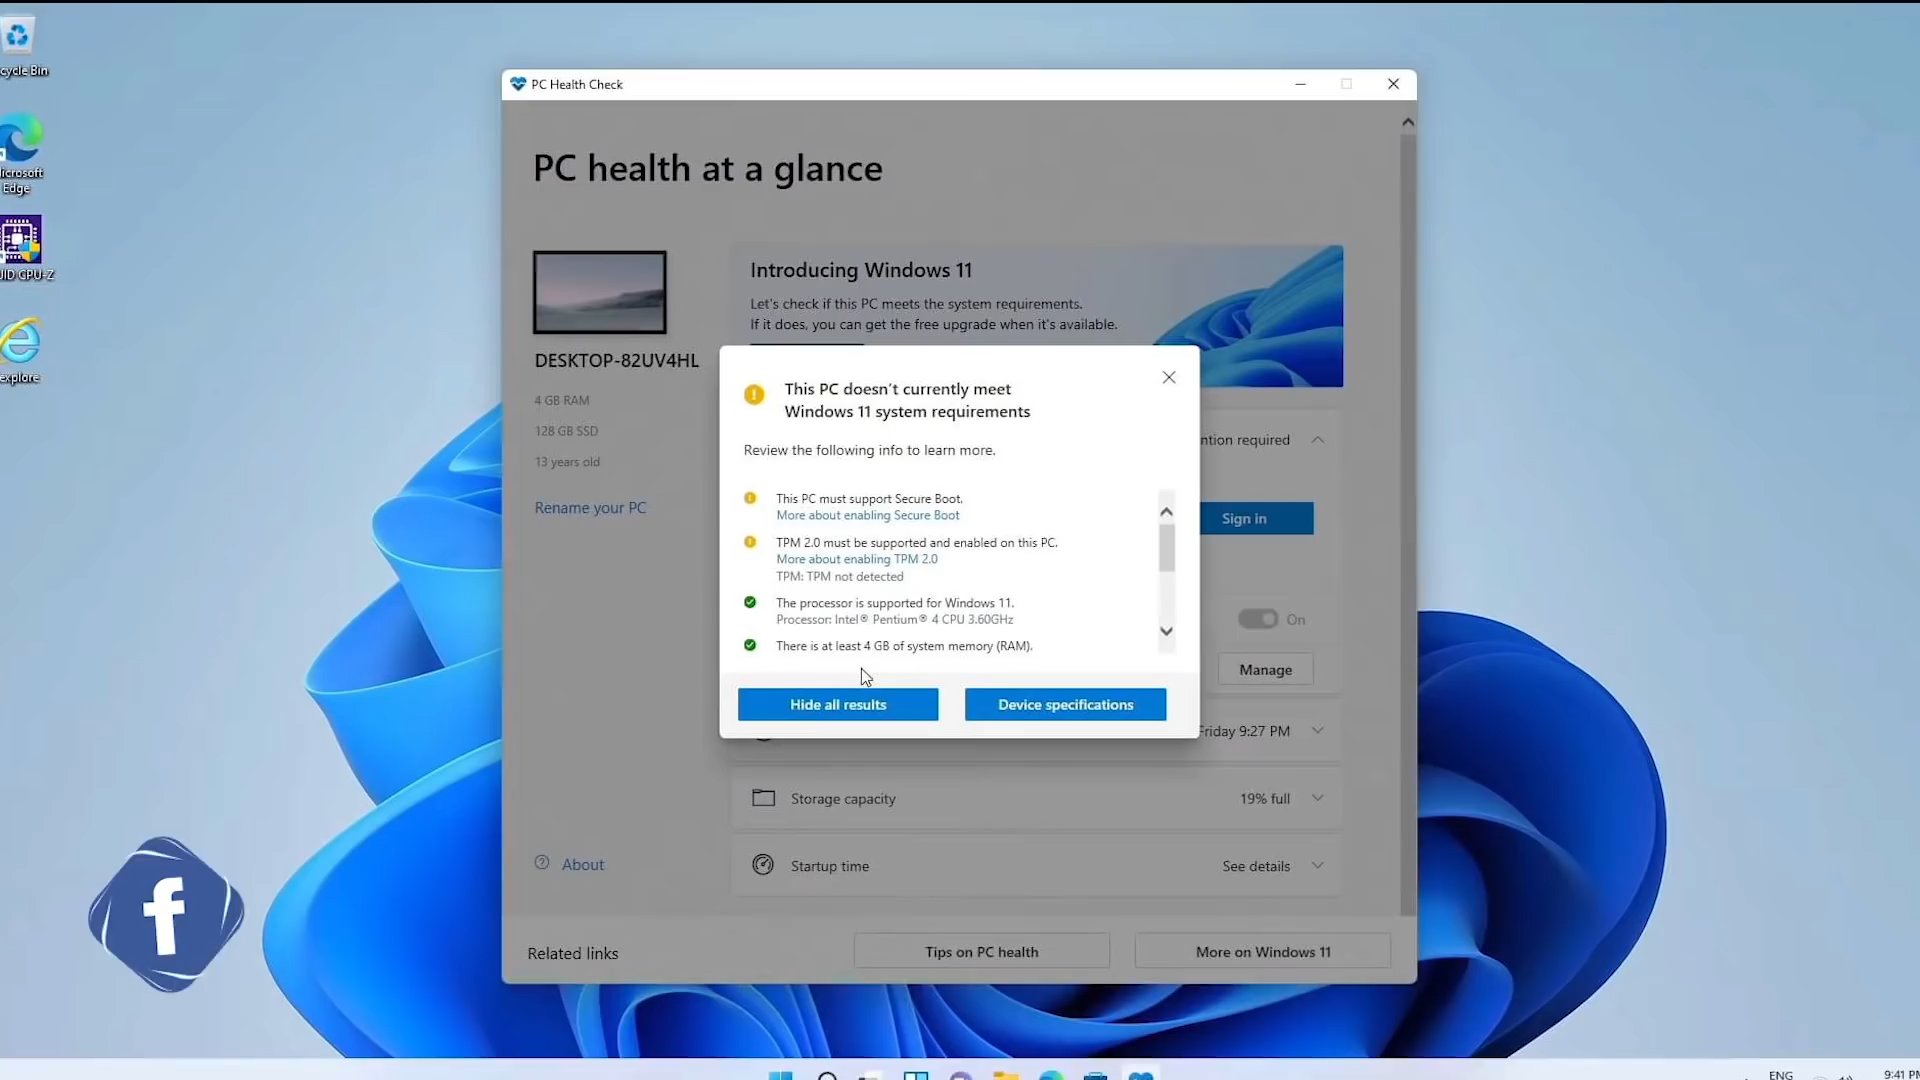 cycle Bin
PC Health Check
PC health at a glance
icrosoft
Edge
UID CPU-Z
explore
DESKTOP-82UV4HL
4 GB RAM
128 GB SSD
13 years old
Rename your PC
About
Introducing Windows 11
Let's check if this PC meets the system requirements.
If it does, you can get the free upgrade when it's available.
This PC doesn't currently meet
Windows 11 system requirements
Review the following info to learn more.
This PC must support Secure Boot.
More about enabling Secure Boot
TPM 2.0 must be supported and enabled on this PC.
More about enabling TPM 2.0
TPM: TPM not detected
The processor is supported for Windows 11.
Processor: Intel® Pentium® 4 CPU 3.60GHz
There is at least 4 GB of system memory (RAM).
Hide all results
Device specifications
ntion required
Sign in
On
Manage
Friday 9:27 PM
Storage capacity
19% full
Startup time
See details
Related links
Tips on PC health
More on Windows 11
f
ENG
9:41 PM